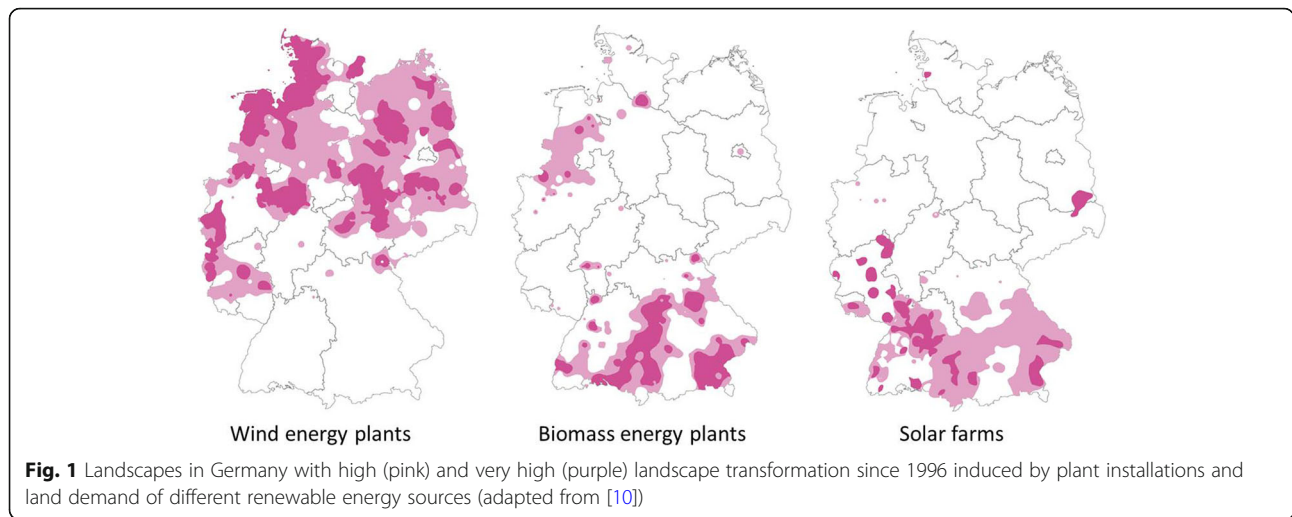 Wind energy plants
Biomass energy plants
Solar farms
Fig. 1 Landscapes in Germany with high (pink) and very high (purple) landscape transformation since 1996 induced by plant installations and
land demand of different renewable energy sources (adapted from [10])